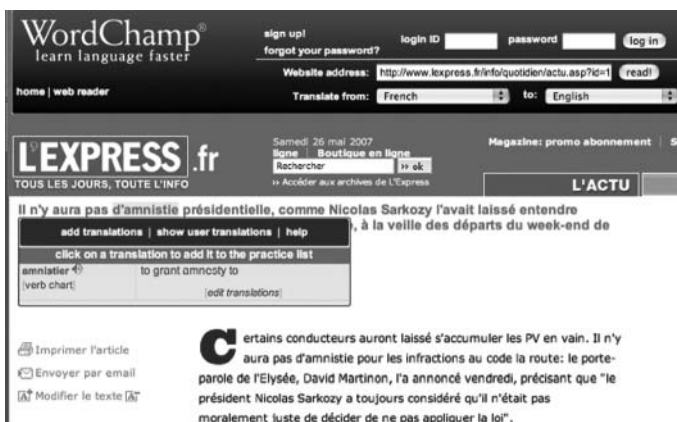 WordChamp®
learn language faster
sign up!
forgot your password?
login ID
password
log in
Website address: http://www.lexpress.fr/info/quotidien/actu.asp?id=1 read!
home | web reader
Translate from: French to: English
L'EXPRESS.fr
TOUS LES JOURS, TOUTE L'INFO
Samedi 26 mai 2007
ligne | Boutique en ligne
Rechercher ›› ok
›› Accéder aux archives de L'Express
Magazine: promo abonnement | S
L'ACTU
Il n'y aura pas d'amnistie présidentielle, comme Nicolas Sarkozy l'avait laissé entendre
, à la veille des départs du week-end de
add translations | show user translations | help
click on a translation to add it to the practice list
amnistier to grant amnesty to
[verb chart]
[edit translations]
Imprimer l'article
Envoyer par email
A+ Modifier le texte A-
Certains conducteurs auront laissé s'accumuler les PV en vain. Il n'y
aura pas d'amnistie pour les infractions au code la route: le porte-
parole de l'Elysée, David Martinon, l'a annoncé vendredi, précisant que "le
président Nicolas Sarkozy a toujours considéré qu'il n'était pas
moralement juste de décider de ne pas appliquer la loi".